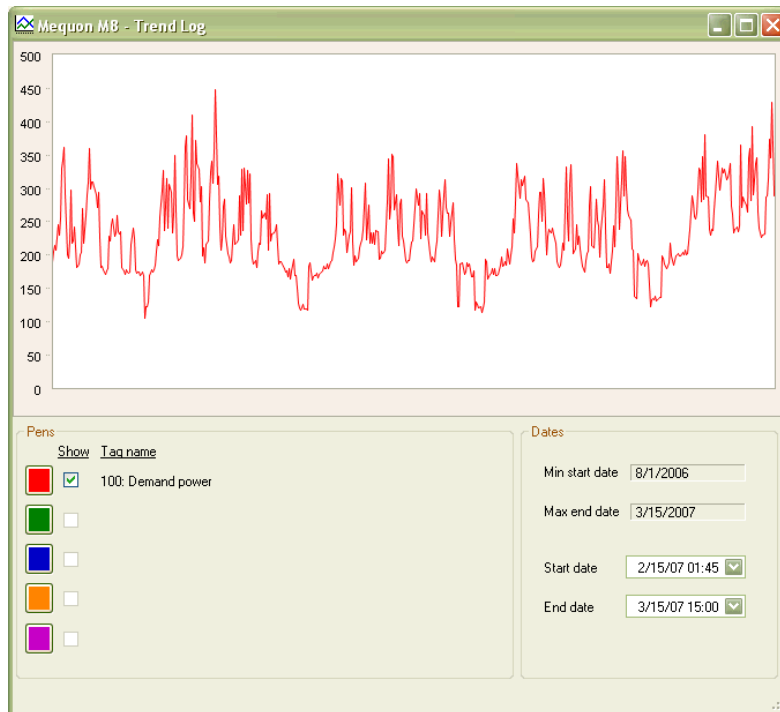 Mequon MB - Trend Log
500
450
400
350
300
250
200
150
100
50
0
Pens
Show Tag name
100: Demand power
Dates
Min start date 8/1/2006
Max end date 3/15/2007
Start date 2/15/07 01:45
End date 3/15/07 15:00